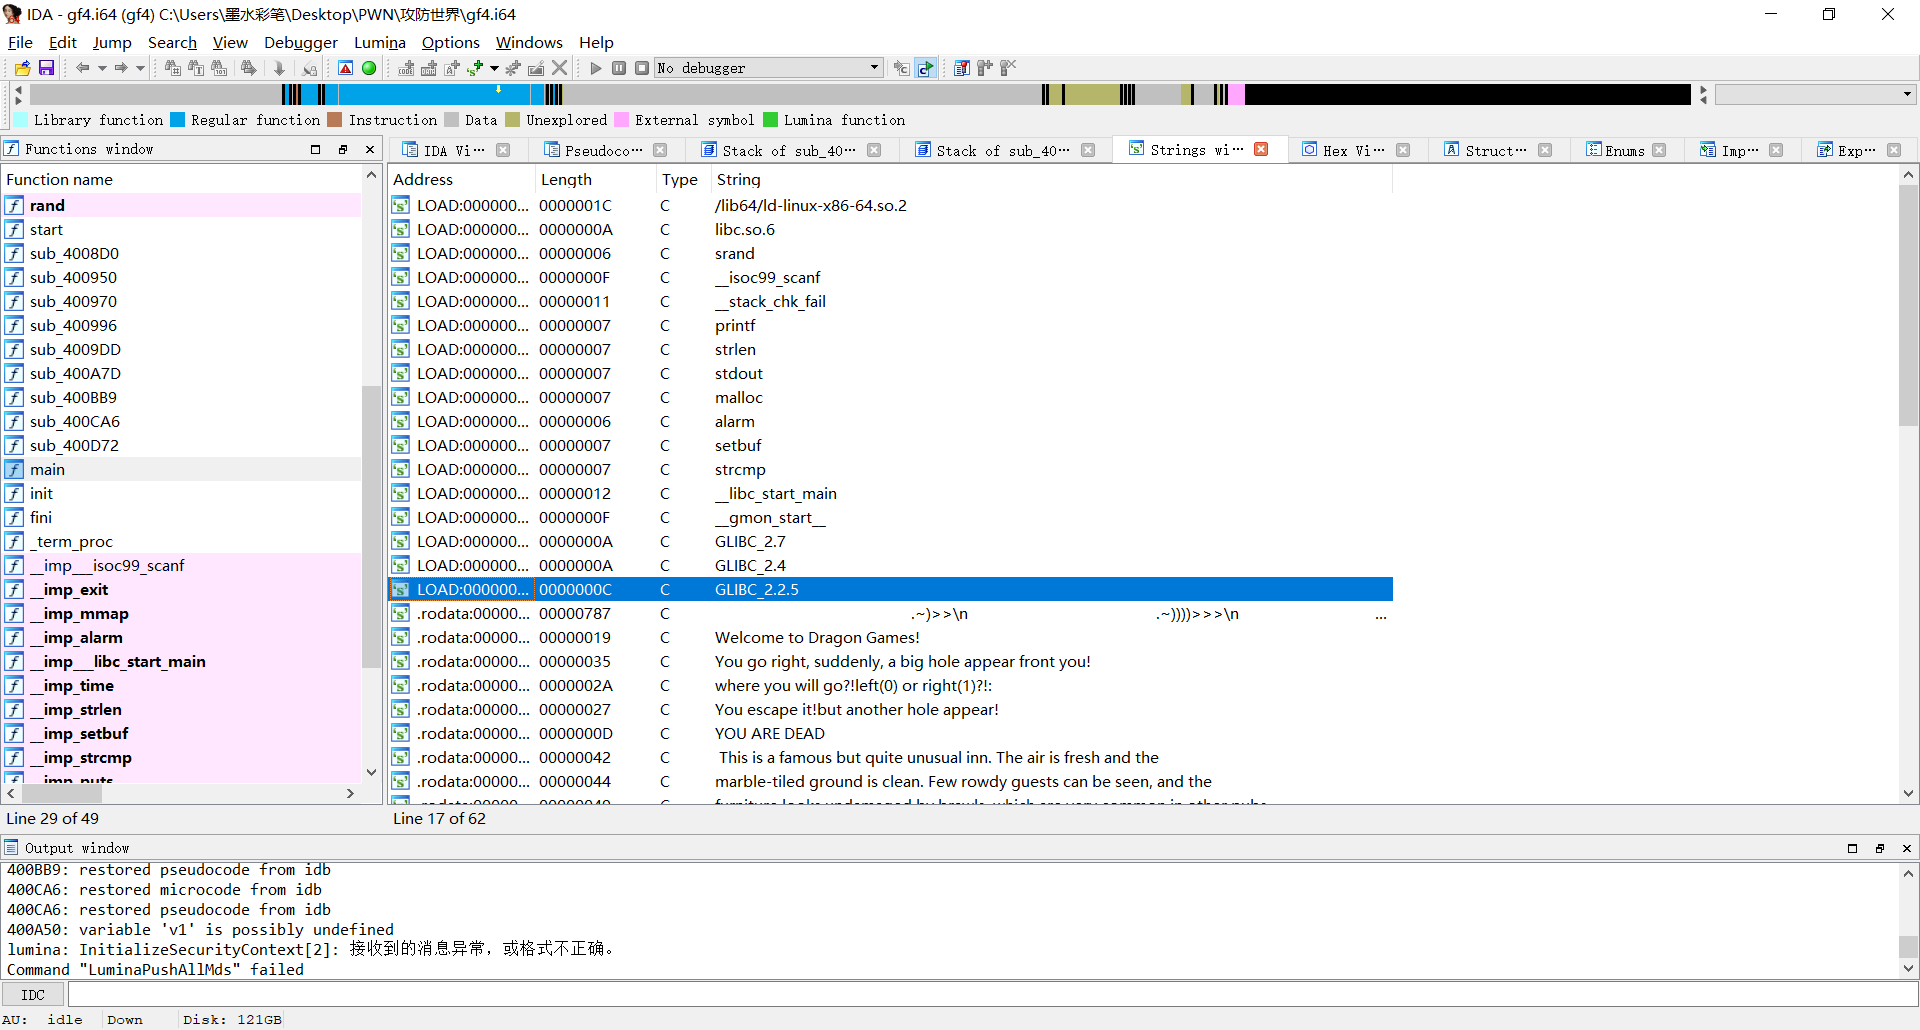 IDA - gf4.i64 (gf4) C:\Users\墨水彩笔\Desktop\PWN\攻防世界\gf4.i64
File Edit Jump Search View Debugger Lumina Options Windows Help
No debugger
Library function Regular function Instruction Data Unexplored External symbol Lumina function
Functions window
IDA Vi··· Pseudoco··· Stack of sub_40··· Stack of sub_40··· Strings wi··· Hex Vi··· Struct··· Enums Imp··· Exp···
Function name
rand
start
sub_4008D0
sub_400950
sub_400970
sub_400996
sub_4009DD
sub_400A7D
sub_400BB9
sub_400CA6
sub_400D72
main
init
fini
_term_proc
__imp___isoc99_scanf
__imp_exit
__imp_mmap
__imp_alarm
__imp___libc_start_main
__imp_time
__imp_strlen
__imp_setbuf
__imp_strcmp
__imp_puts
Line 29 of 49
Address Length Type String
LOAD:000000... 0000001C C /lib64/ld-linux-x86-64.so.2
LOAD:000000... 0000000A C libc.so.6
LOAD:000000... 00000006 C srand
LOAD:000000... 0000000F C __isoc99_scanf
LOAD:000000... 00000011 C __stack_chk_fail
LOAD:000000... 00000007 C printf
LOAD:000000... 00000007 C strlen
LOAD:000000... 00000007 C stdout
LOAD:000000... 00000007 C malloc
LOAD:000000... 00000006 C alarm
LOAD:000000... 00000007 C setbuf
LOAD:000000... 00000007 C strcmp
LOAD:000000... 00000012 C __libc_start_main
LOAD:000000... 0000000F C __gmon_start__
LOAD:000000... 0000000A C GLIBC_2.7
LOAD:000000... 0000000A C GLIBC_2.4
LOAD:000000... 0000000C C GLIBC_2.2.5
.rodata:00000... 00000787 C .~)>>\n .~))))>>>\n ...
.rodata:00000... 00000019 C Welcome to Dragon Games!
.rodata:00000... 00000035 C You go right, suddenly, a big hole appear front you!
.rodata:00000... 0000002A C where you will go?!left(0) or right(1)?!:
.rodata:00000... 00000027 C You escape it!but another hole appear!
.rodata:00000... 0000000D C YOU ARE DEAD
.rodata:00000... 00000042 C This is a famous but quite unusual inn. The air is fresh and the
.rodata:00000... 00000044 C marble-tiled ground is clean. Few rowdy guests can be seen, and the
Line 17 of 62
Output window
400BB9: restored pseudocode from idb
400CA6: restored microcode from idb
400CA6: restored pseudocode from idb
400A50: variable 'v1' is possibly undefined
lumina: InitializeSecurityContext[2]: 接收到的消息异常，或格式不正确。
Command "LuminaPushAllMds" failed
IDC
AU: idle Down Disk: 121GB